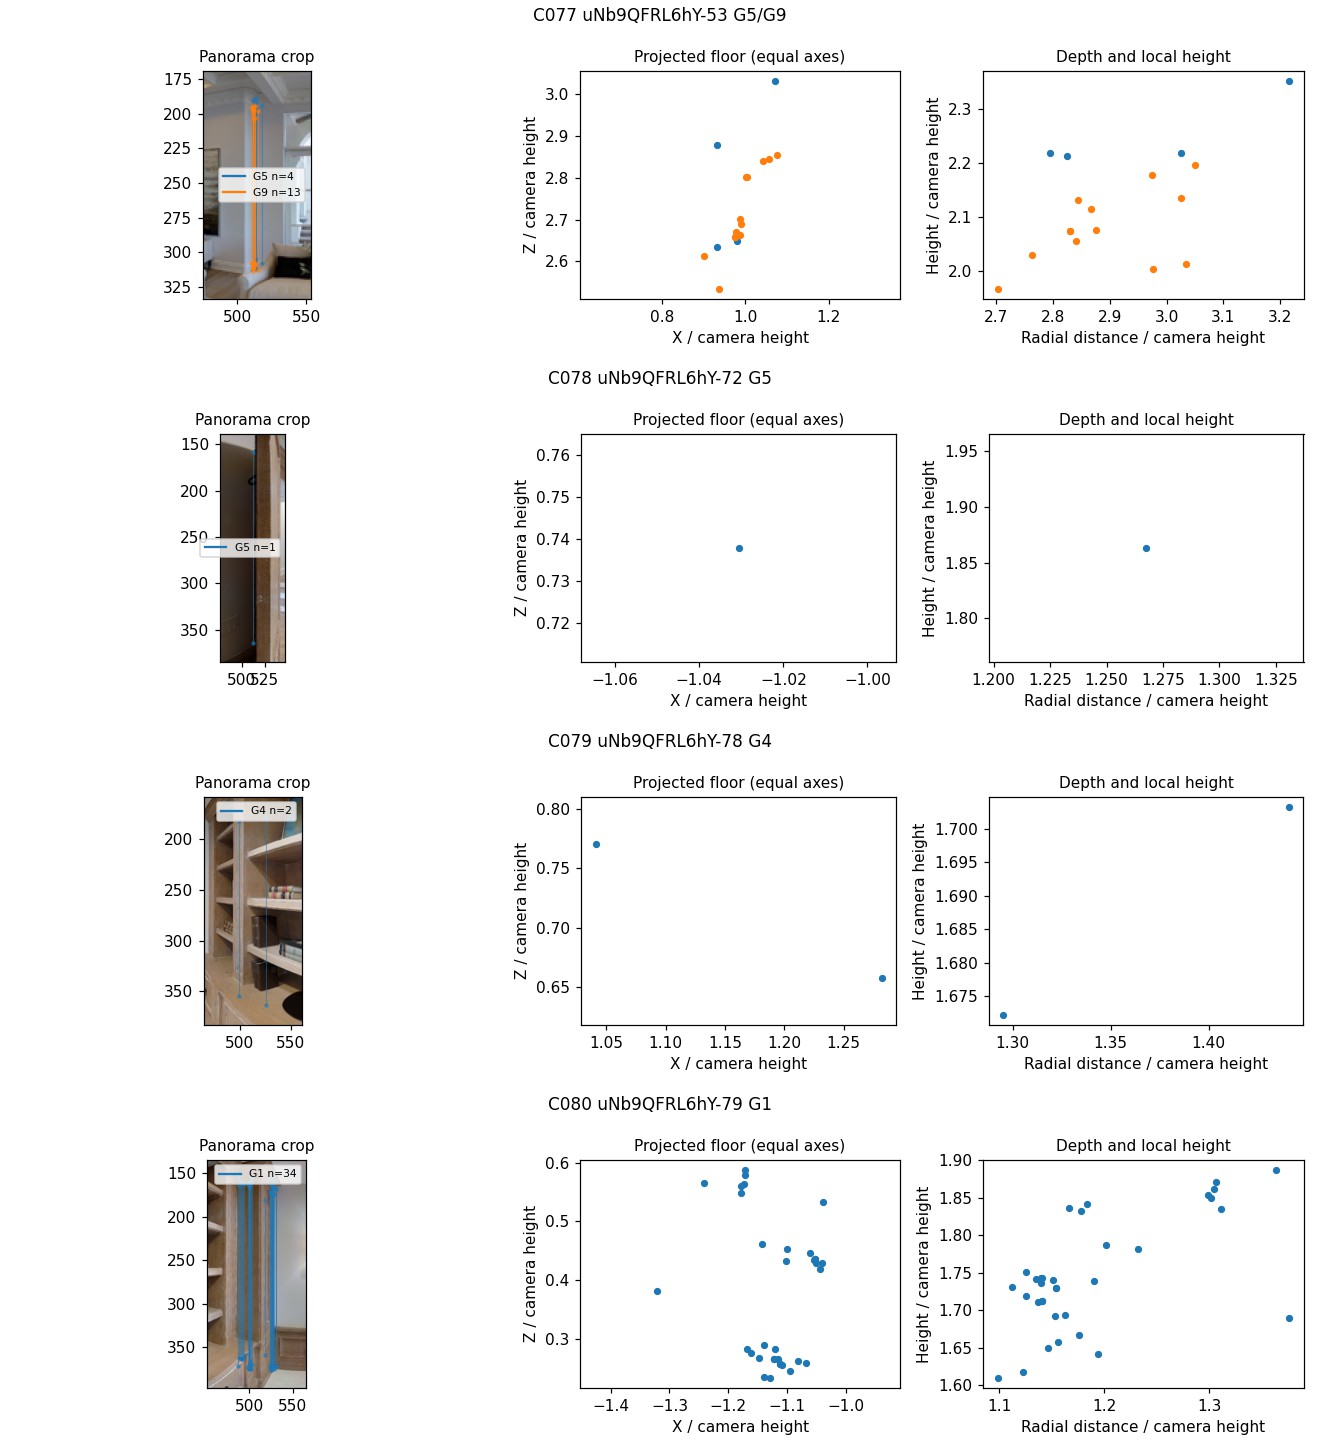 C077 uNb9QFRL6hY-53 G5/G9
Panorama crop
Projected floor (equal axes)
Depth and local height
175
200
225
250
275
300
325
G5 n=4
G9 n=13
500
550
3.0
2.9
2.8
2.7
2.6
Z / camera height
0.8
1.0
1.2
X / camera height
2.3
2.2
2.1
2.0
Height / camera height
2.7
2.8
2.9
3.0
3.1
3.2
Radial distance / camera height
C078 uNb9QFRL6hY-72 G5
Panorama crop
Projected floor (equal axes)
Depth and local height
150
200
250
300
350
G5 n=1
500
525
0.76
0.75
0.74
0.73
0.72
Z / camera height
−1.06
−1.04
−1.02
−1.00
X / camera height
1.95
1.90
1.85
1.80
Height / camera height
1.200
1.225
1.250
1.275
1.300
1.325
Radial distance / camera height
C079 uNb9QFRL6hY-78 G4
Panorama crop
Projected floor (equal axes)
Depth and local height
200
250
300
350
G4 n=2
500
550
0.80
0.75
0.70
0.65
Z / camera height
1.05
1.10
1.15
1.20
1.25
X / camera height
1.700
1.695
1.690
1.685
1.680
1.675
Height / camera height
1.30
1.35
1.40
Radial distance / camera height
C080 uNb9QFRL6hY-79 G1
Panorama crop
Projected floor (equal axes)
Depth and local height
150
200
250
300
350
G1 n=34
500
550
0.6
0.5
0.4
0.3
Z / camera height
−1.4
−1.3
−1.2
−1.1
−1.0
X / camera height
1.90
1.85
1.80
1.75
1.70
1.65
1.60
Height / camera height
1.1
1.2
1.3
Radial distance / camera height